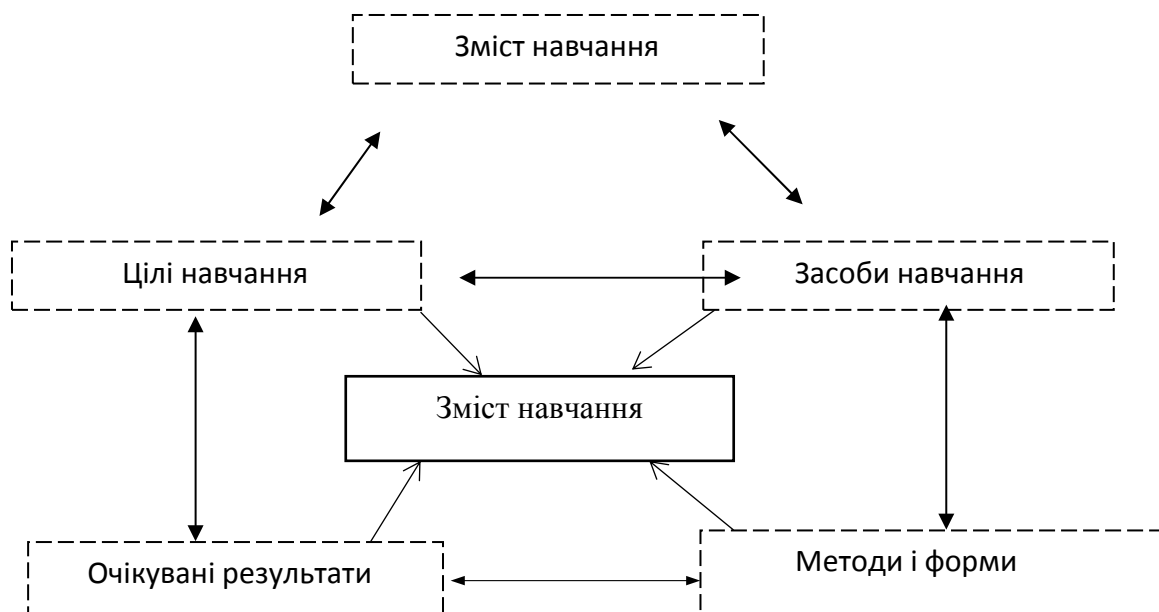 Зміст навчання
Цілі навчання
Засоби навчання
Зміст навчання
Очікувані результати
Методи і форми